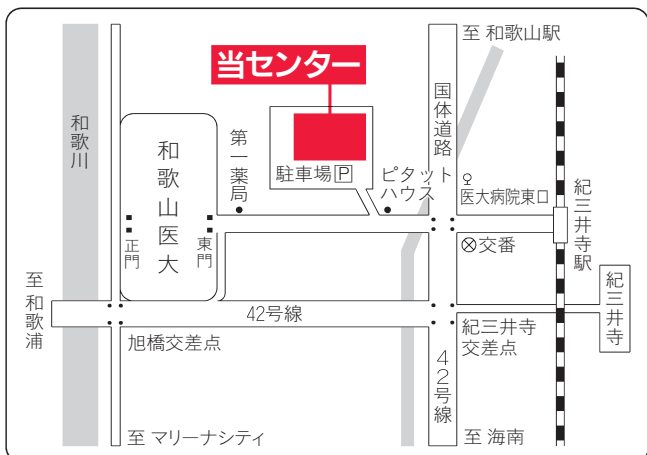 至 和歌山駅
当センター
国体道路
和歌川
和歌山医大
第一薬局
駐車場P
ピタット
ハウス
医大病院東口
紀三井寺駅
正門
東門
交番
至和歌浦
42号線
紀三井寺
旭橋交差点
紀三井寺
交差点
42号線
至 マリーナシティ
至 海南